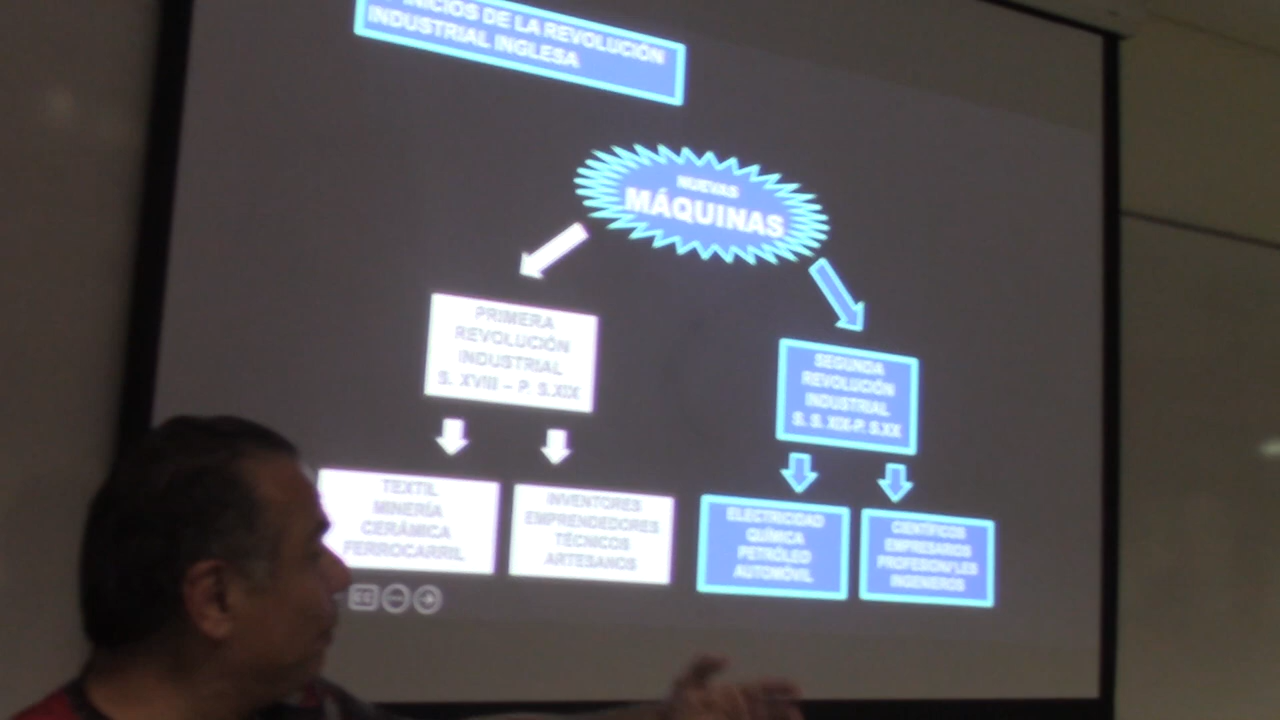 INICIOS DE LA REVOLUCIÓN
INDUSTRIAL INGLESA
NUEVAS
MÁQUINAS
PRIMERA
REVOLUCIÓN
INDUSTRIAL
S. XVIII – P. S.XIX
SEGUNDA
REVOLUCIÓN
INDUSTRIAL
S. S. XIX-P. S.XX
TEXTIL
MINERÍA
CERÁMICA
FERROCARRIL
INVENTORES
EMPRENDEDORES
TÉCNICOS
ARTESANOS
ELECTRICIDAD
QUÍMICA
PETRÓLEO
AUTOMÓVIL
CIENTÍFICOS
EMPRESARIOS
PROFESIONALES
INGENIEROS